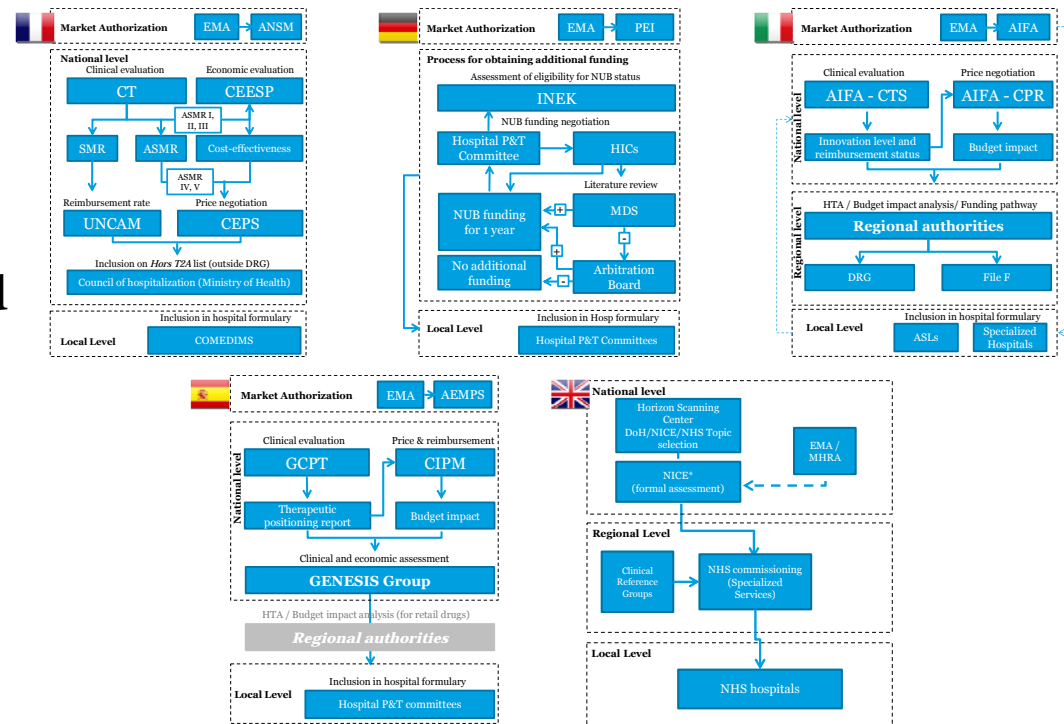 Market Authorization
EMA
ANSM
National level
Clinical evaluation
Economic evaluation
CT
CEESP
ASMR I,
II, III
SMR
ASMR
Cost-effectiveness
ASMR
IV, V
Reimbursement rate
Price negotiation
UNCAM
CEPS
Inclusion on Hors T2A list (outside DRG)
Council of hospitalization (Ministry of Health)
Local Level
Inclusion in hospital formulary
COMEDIMS
Market Authorization
EMA
PEI
Process for obtaining additional funding
Assessment of eligibility for NUB status
INEK
NUB funding negotiation
Hospital P&T
Committee
HICs
Literature review
NUB funding
for 1 year
+
MDS
-
+
No additional
funding
-
Arbitration
Board
Local Level
Inclusion in Hosp formulary
Hospital P&T Committees
Market Authorization
EMA
AIFA
National level
Clinical evaluation
Price negotiation
AIFA - CTS
AIFA - CPR
Innovation level and
reimbursement status
Budget impact
Regional level
HTA / Budget impact analysis/ Funding pathway
Regional authorities
DRG
File F
Local Level
Inclusion in hospital formulary
ASLs
Specialized
Hospitals
Market Authorization
EMA
AEMPS
National level
Clinical evaluation
Price & reimbursement
GCPT
CIPM
Therapeutic
positioning report
Budget impact
Clinical and economic assessment
GENESIS Group
HTA / Budget impact analysis (for retail drugs)
Regional authorities
Local Level
Inclusion in hospital formulary
Hospital P&T committees
National level
Horizon Scanning
Center
DoH/NICE/NHS Topic
selection
EMA /
MHRA
NICE*
(formal assessment)
Regional Level
Clinical
Reference
Groups
NHS commissioning
(Specialized
Services)
Local Level
NHS hospitals